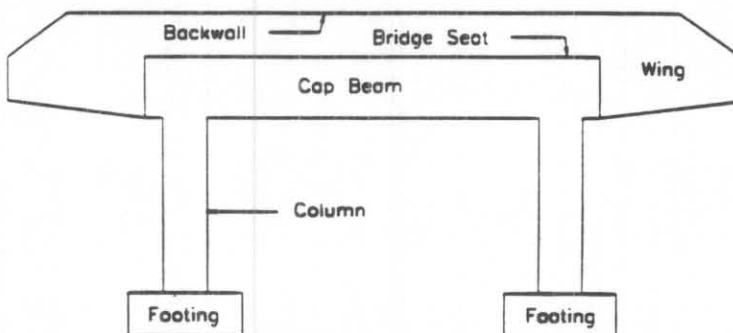 Backwall
Bridge Seat
Wing
Cap Beam
Column
Footing
Footing